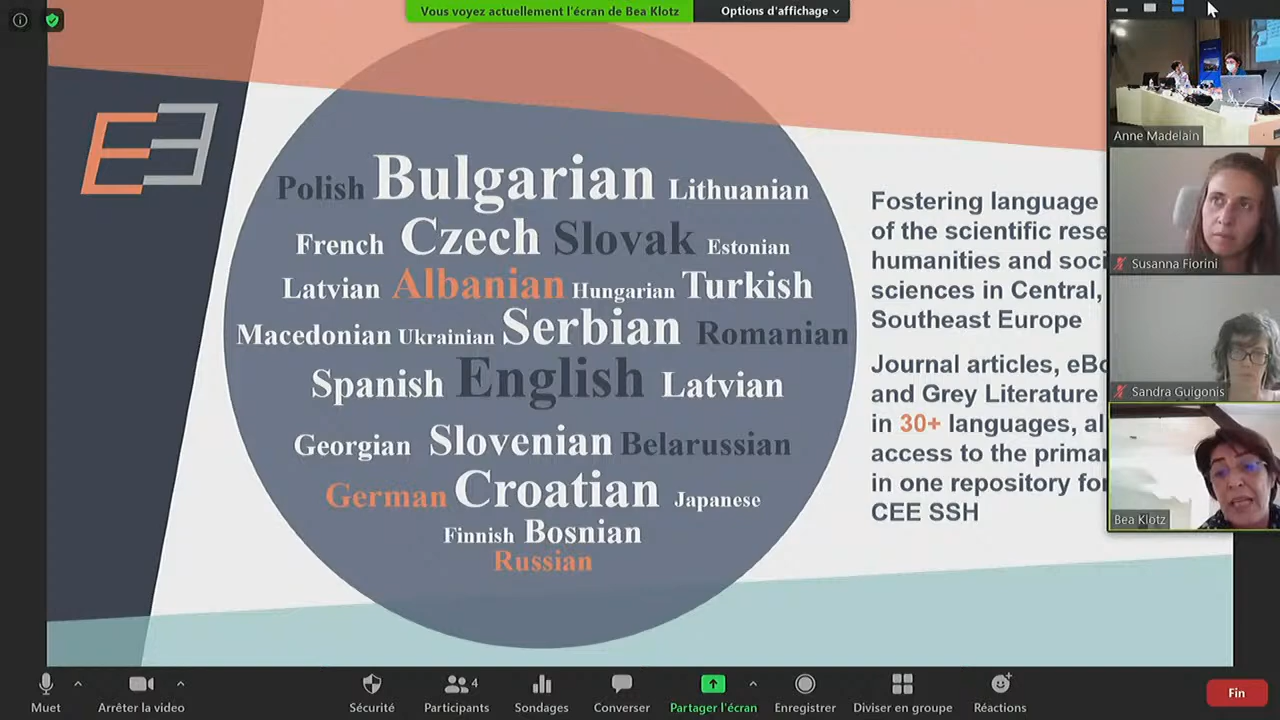 Vous voyez actuellement l'écran de Bea Klotz
Options d'affichage
Polish Bulgarian Lithuanian
French Czech Slovak Estonian
Latvian Albanian Hungarian Turkish
Macedonian Ukrainian Serbian Romanian
Spanish English Latvian
Georgian Slovenian Belarussian
German Croatian Japanese
Finnish Bosnian
Russian
Fostering language
of the scientific rese
humanities and soci
sciences in Central,
Southeast Europe
Journal articles, eBo
and Grey Literature
in 30+ languages, al
access to the primar
in one repository for
CEE SSH
Anne Madelain
Susanna Fiorini
Sandra Guigonis
Bea Klotz
Muet
Arrêter la video
Sécurité
Participants
4
Sondages
Converser
Partager l'écran
Enregistrer
Diviser en groupe
Réactions
Fin